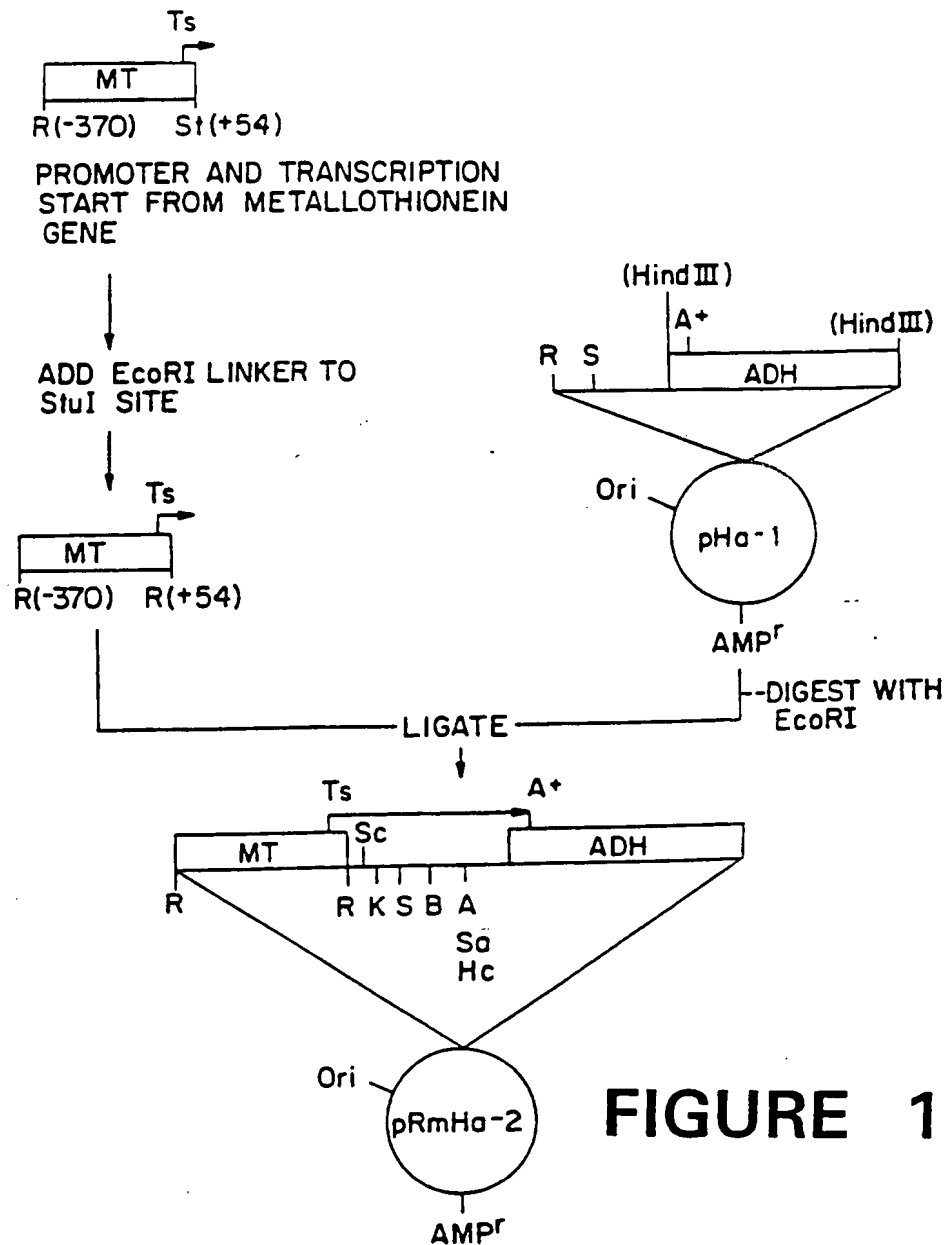 Ts
MT
R(-370) St(+54)
PROMOTER AND TRANSCRIPTION
START FROM METALLOTHIONEIN
GENE
ADD EcoRI LINKER TO
StuI SITE
Ts
MT
R(-370) R(+54)
(Hind III)
A+
(Hind III)
R S
ADH
Ori
pHa-1
AMPr
DIGEST WITH
EcoRI
LIGATE
Ts
A+
Sc
MT
ADH
R
R K S B A
Sa
Hc
Ori
pRmHa-2
AMPr
FIGURE 1